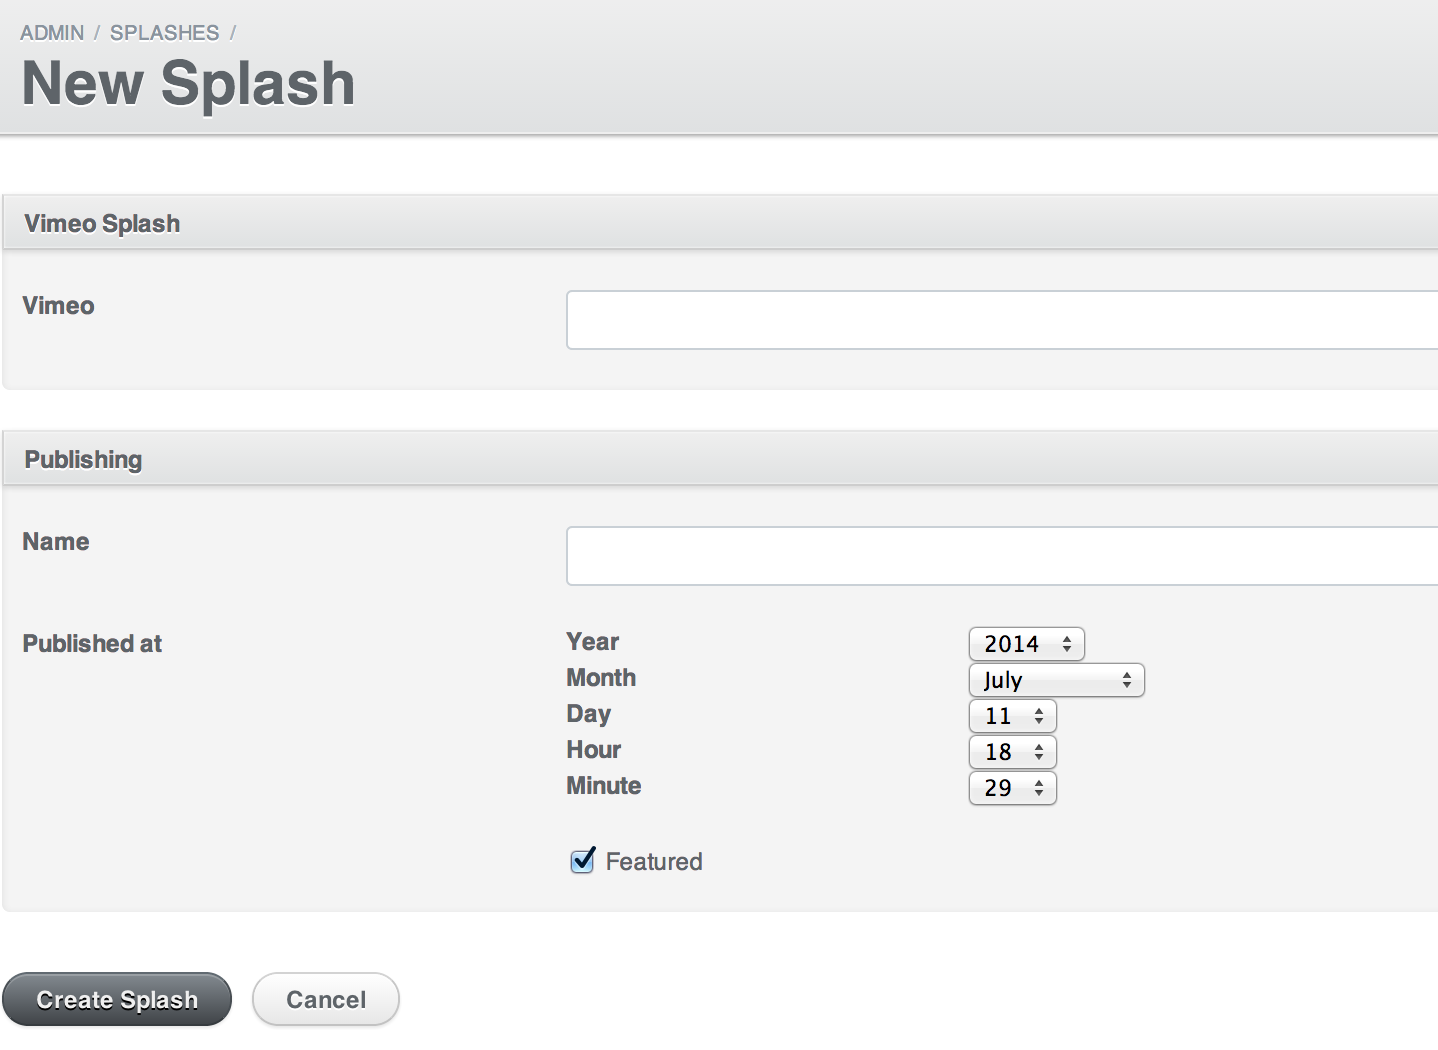 ADMIN / SPLASHES /
New Splash
Vimeo Splash
Vimeo
Publishing
Name
Published at
Year 2014
Month July
Day 11
Hour 18
Minute 29
Featured
Create Splash Cancel